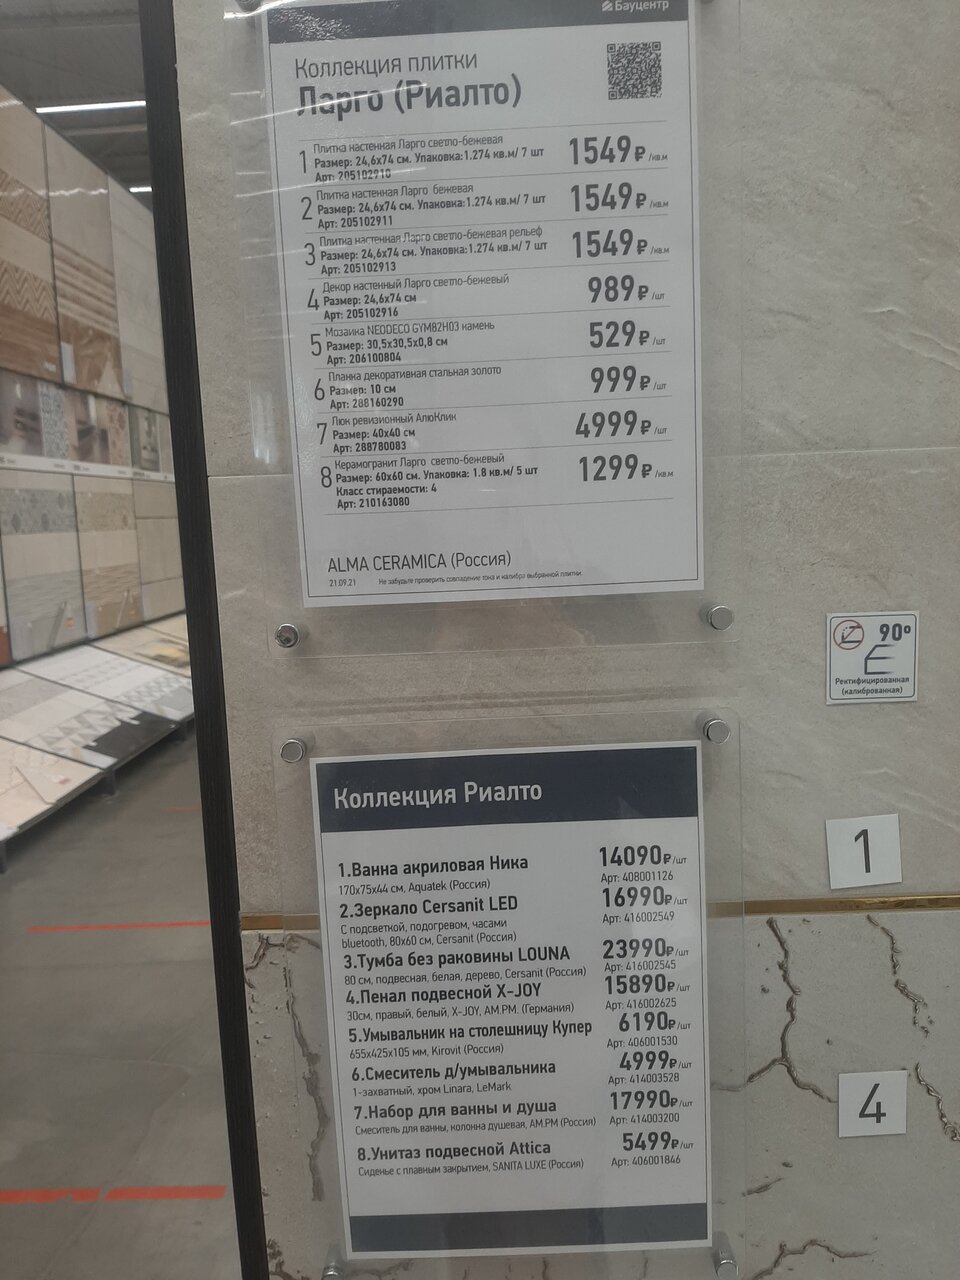 Бауцентр
Коллекция плитки
Ларго (Риалто)
1 Плитка настенная Ларго светло-бежевая
Размер: 24,6х74 см. Упаковка:1.274 кв.м/ 7 шт
Арт: 205102910
1549₽/кв.м
2 Плитка настенная Ларго бежевая
Размер: 24,6х74 см. Упаковка:1.274 кв.м/ 7 шт
Арт: 205102911
1549₽/кв.м
3 Плитка настенная Ларго светло-бежевая рельеф
Размер: 24,6х74 см. Упаковка:1.274 кв.м/ 7 шт
Арт: 205102913
1549₽/кв.м
4 Декор настенный Ларго светло-бежевый
Размер: 24,6х74 см
Арт: 205102916
989₽/шт
5 Мозаика NEODECO GYM82H03 камень
Размер: 30,5х30,5х0,8 см
Арт: 206100804
529₽/шт
6 Планка декоративная стальная золото
Размер: 10 см
Арт: 288160290
999₽/шт
7 Люк ревизионный АлюКлик
Размер: 40х40 см
Арт: 288780083
4999₽/шт
8 Керамогранит Ларго светло-бежевый
Размер: 60х60 см. Упаковка: 1.8 кв.м/ 5 шт
Класс стираемости: 4
Арт: 210163080
1299₽/кв.м
ALMA CERAMICA (Россия)
21.09.21 Не забудьте проверить совпадение тона и калибра выбранной плитки.
90°
Ректифицированная
(калиброванная)
Коллекция Риалто
1.Ванна акриловая Ника
170х75х44 см, Aquatek (Россия)
14090₽/шт
Арт: 408001126
2.Зеркало Cersanit LED
С подсветкой, подогревом, часами
bluetooth, 80х60 см, Cersanit (Россия)
16990₽/шт
Арт: 416002549
3.Тумба без раковины LOUNA
80 см, подвесная, белая, дерево, Cersanit (Россия)
23990₽/шт
Арт: 416002545
4.Пенал подвесной X-JOY
30см, правый, белый, X-JOY, AM.PM. (Германия)
15890₽/шт
Арт: 416002625
5.Умывальник на столешницу Купер
655х425х105 мм, Kirovit (Россия)
6190₽/шт
Арт: 406001530
6.Смеситель д/умывальника
1-захватный, хром Linara, LeMark
4999₽/шт
Арт: 414003528
7.Набор для ванны и душа
Смеситель для ванны, колонна душевая, AM.PM (Россия)
17990₽/шт
Арт: 414003200
8.Унитаз подвесной Attica
Сиденье с плавным закрытием, SANITA LUXE (Россия)
5499₽/шт
Арт: 406001846
1
4